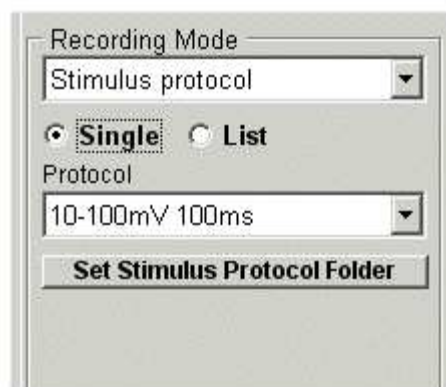 Recording Mode
Stimulus protocol
Single List
Protocol
10-100mV 100ms
Set Stimulus Protocol Folder